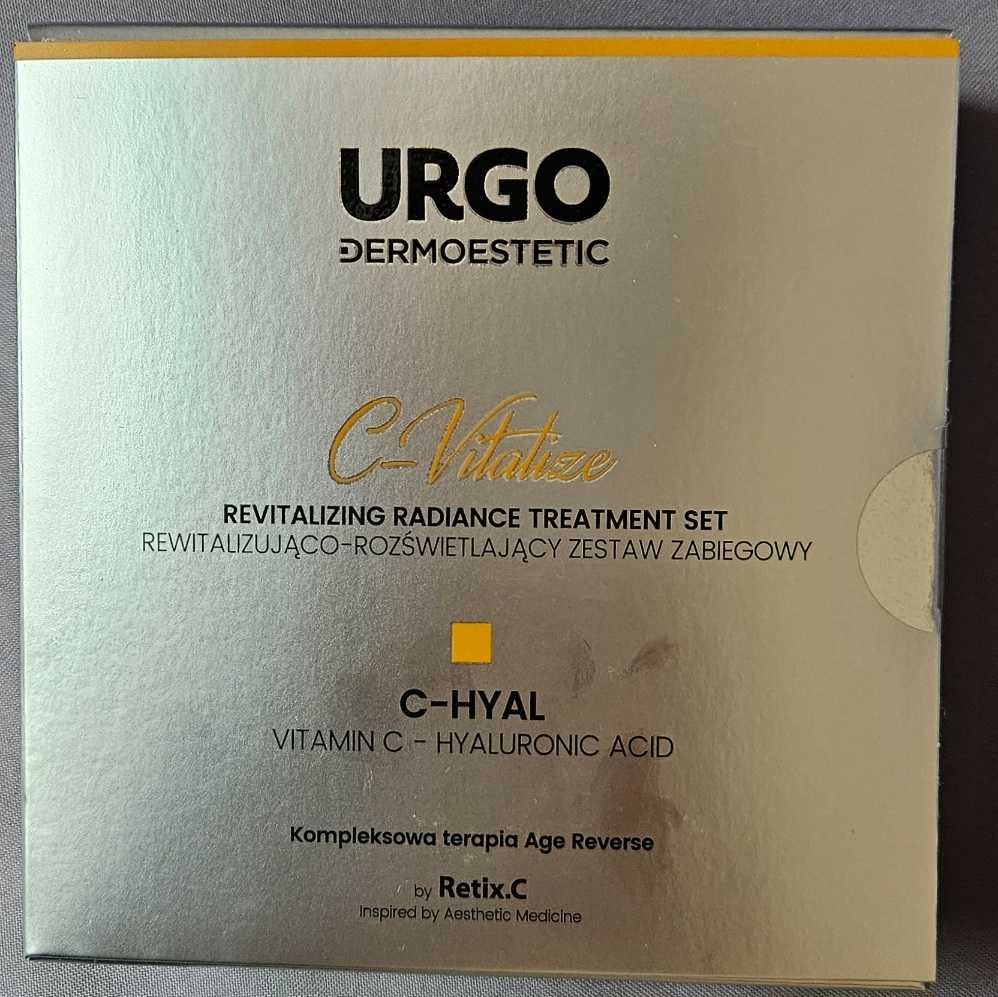 URGO
DERMOESTETIC
C-Vitalize
REVITALIZING RADIANCE TREATMENT SET
REWITALIZUJĄCO-ROZŚWIETLAJĄCY ZESTAW ZABIEGOWY
C-HYAL
VITAMIN C - HYALURONIC ACID
Kompleksowa terapia Age Reverse
by Retix.C
Inspired by Aesthetic Medicine